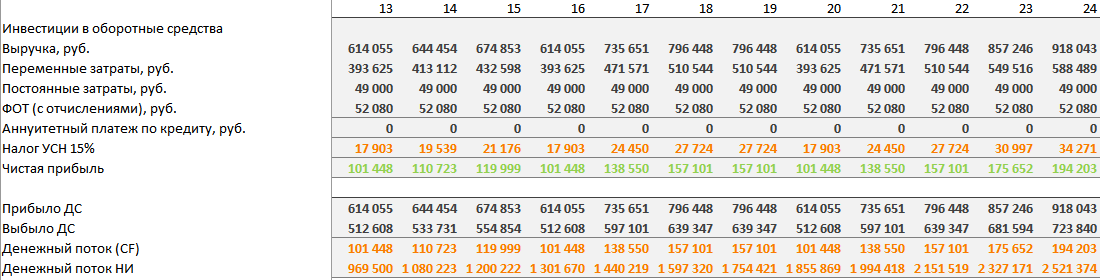 13 14 15 16 17 18 19 20 21 22 23 24
Инвестиции в оборотные средства
Выручка, руб. 614 055 644 454 674 853 614 055 735 651 796 448 796 448 614 055 735 651 796 448 857 246 918 043
Переменные затраты, руб. 393 625 413 112 432 598 393 625 471 571 510 544 510 544 393 625 471 571 510 544 549 516 588 489
Постоянные затраты, руб. 49 000 49 000 49 000 49 000 49 000 49 000 49 000 49 000 49 000 49 000 49 000 49 000
ФОТ (с отчислениями), руб. 52 080 52 080 52 080 52 080 52 080 52 080 52 080 52 080 52 080 52 080 52 080 52 080
Аннуитетный платеж по кредиту, руб. 0 0 0 0 0 0 0 0 0 0 0 0
Налог УСН 15% 17 903 19 539 21 176 17 903 24 450 27 724 27 724 17 903 24 450 27 724 30 997 34 271
Чистая прибыль 101 448 110 723 119 999 101 448 138 550 157 101 157 101 101 448 138 550 157 101 175 652 194 203
Прибыло ДС 614 055 644 454 674 853 614 055 735 651 796 448 796 448 614 055 735 651 796 448 857 246 918 043
Выбыло ДС 512 608 533 731 554 854 512 608 597 101 639 347 639 347 512 608 597 101 639 347 681 594 723 840
Денежный поток (CF) 101 448 110 723 119 999 101 448 138 550 157 101 157 101 101 448 138 550 157 101 175 652 194 203
Денежный поток НИ 969 500 1 080 223 1 200 222 1 301 670 1 440 219 1 597 320 1 754 421 1 855 869 1 994 418 2 151 519 2 327 171 2 521 374